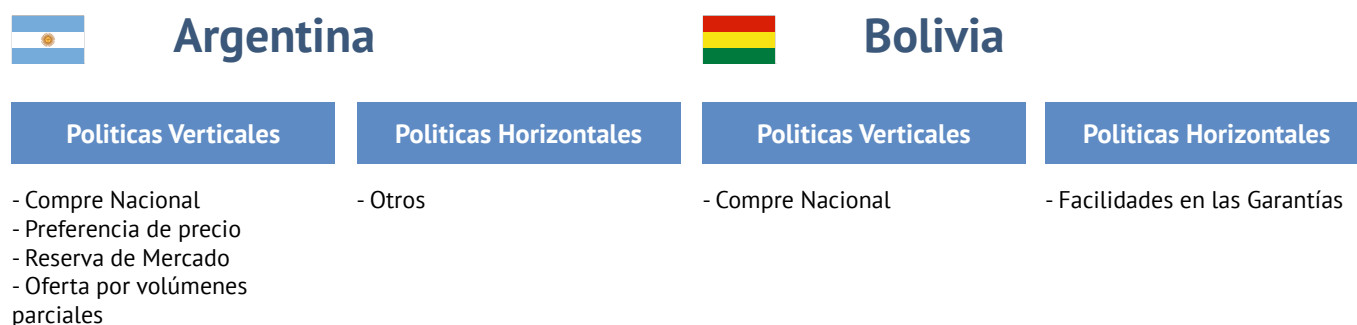 Argentina
Bolivia
Politicas Verticales
Politicas Horizontales
Politicas Verticales
Politicas Horizontales
- Compre Nacional
- Preferencia de precio
- Reserva de Mercado
- Oferta por volúmenes
parciales
- Otros
- Compre Nacional
- Facilidades en las Garantías